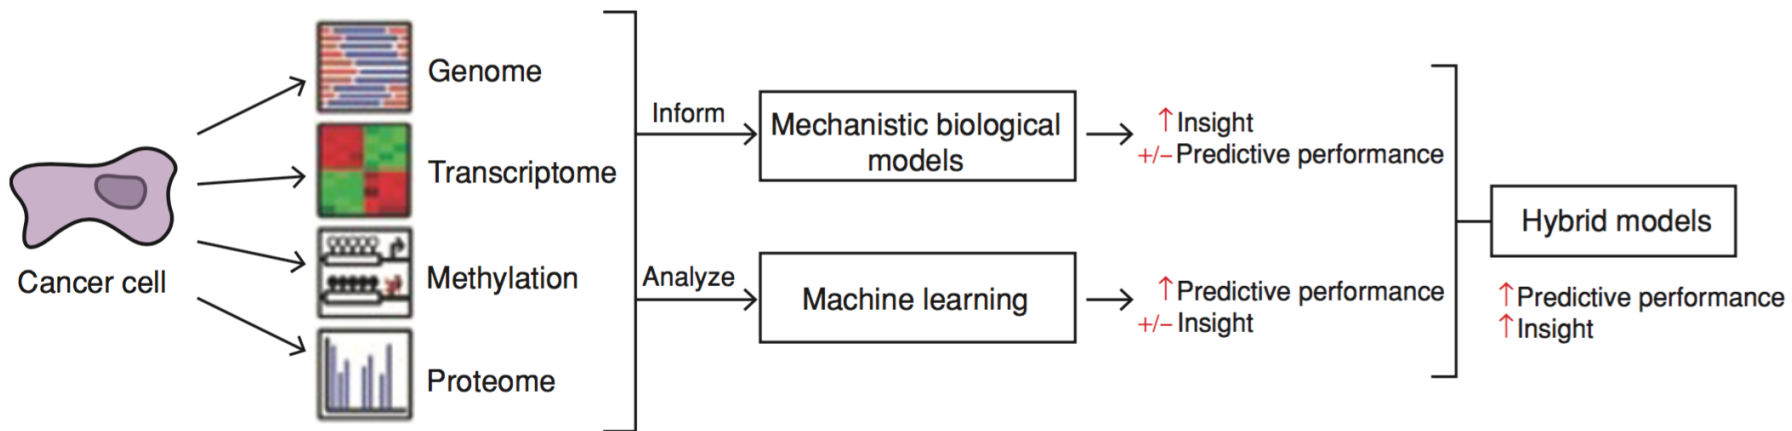 Genome
Transcriptome
Methylation
Proteome
Cancer cell
Inform
Analyze
Mechanistic biological
models
Machine learning
↑Insight
+/– Predictive performance
↑Predictive performance
+/– Insight
Hybrid models
↑Predictive performance
↑Insight